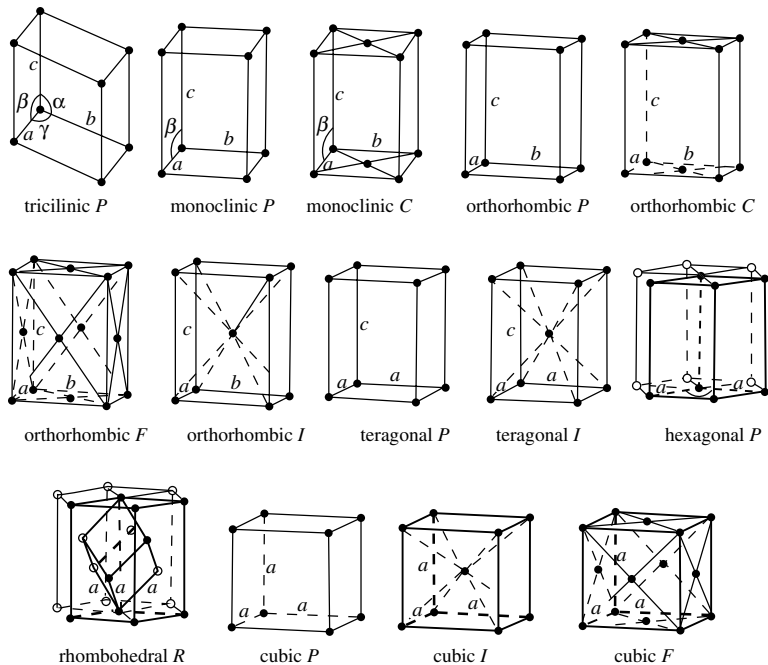 c
β α
b
a γ
c
β
b
a
c
β
b
a
c
a
b
c
a
b
tricilinic P
monoclinic P
monoclinic C
orthorhombic P
orthorhombic C
c
b
a
c
a
b
c
a
a
c
a
a
a
a
orthorhombic F
orthorhombic I
teragonal P
teragonal I
hexagonal P
a
a
a
a
a
a
a
a
a
a
a
a
rhombohedral R
cubic P
cubic I
cubic F